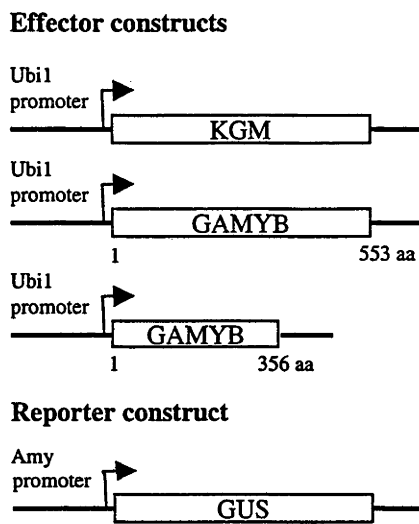 Effector constructs
Ubi1
promoter
KGM
Ubi1
promoter
GAMYB
1 553 aa
Ubi1
promoter
GAMYB
1 356 aa
Reporter construct
Amy
promoter
GUS